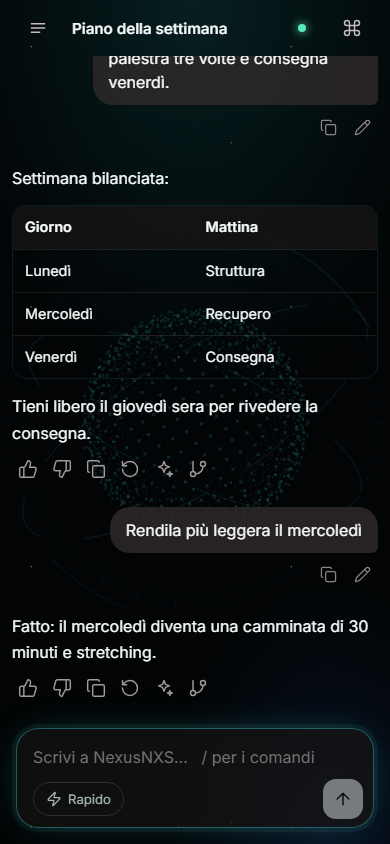 Piano della settimana
palestra tre volte e consegna
venerdì.
Settimana bilanciata:
Giorno Mattina
Lunedì Struttura
Mercoledì Recupero
Venerdì Consegna
Tieni libero il giovedì sera per rivedere la
consegna.
Rendila più leggera il mercoledì
Fatto: il mercoledì diventa una camminata di 30
minuti e stretching.
Scrivi a NexusNXS... / per i comandi
Rapido